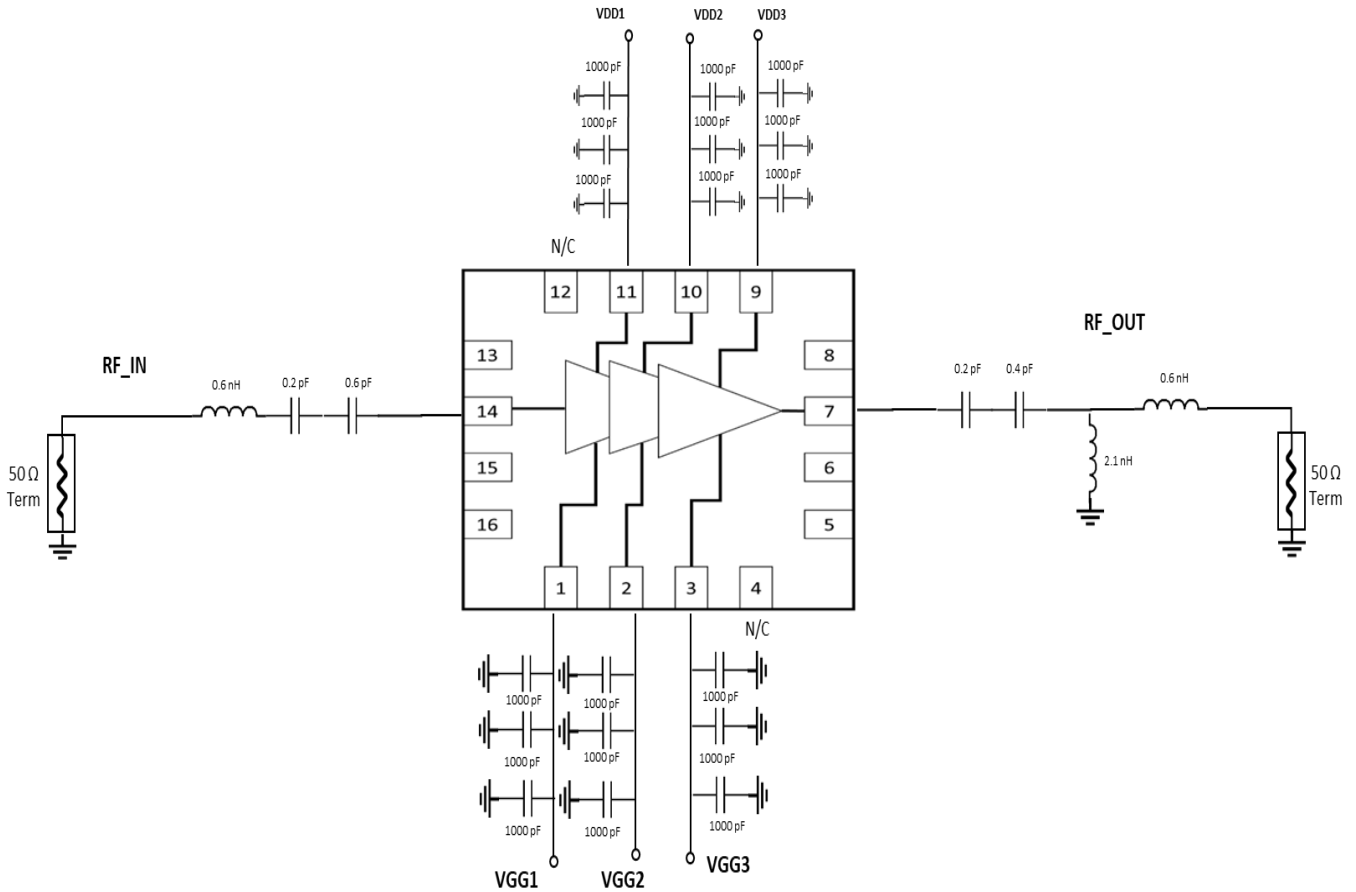 VDD1
VDD2
VDD3
1000 pF
1000 pF
1000 pF
1000 pF
1000 pF
1000 pF
1000 pF
1000 pF
1000 pF
N/C
12
11
10
9
RF_IN
RF_OUT
13
8
0.6 nH
0.2 pF
0.6 pF
14
7
0.2 pF
0.4 pF
0.6 nH
2.1 nH
50 Ω
Term
15
6
50 Ω
Term
16
5
1
2
3
4
N/C
1000 pF
1000 pF
1000 pF
1000 pF
1000 pF
1000 pF
1000 pF
1000 pF
1000 pF
VGG1
VGG2
VGG3